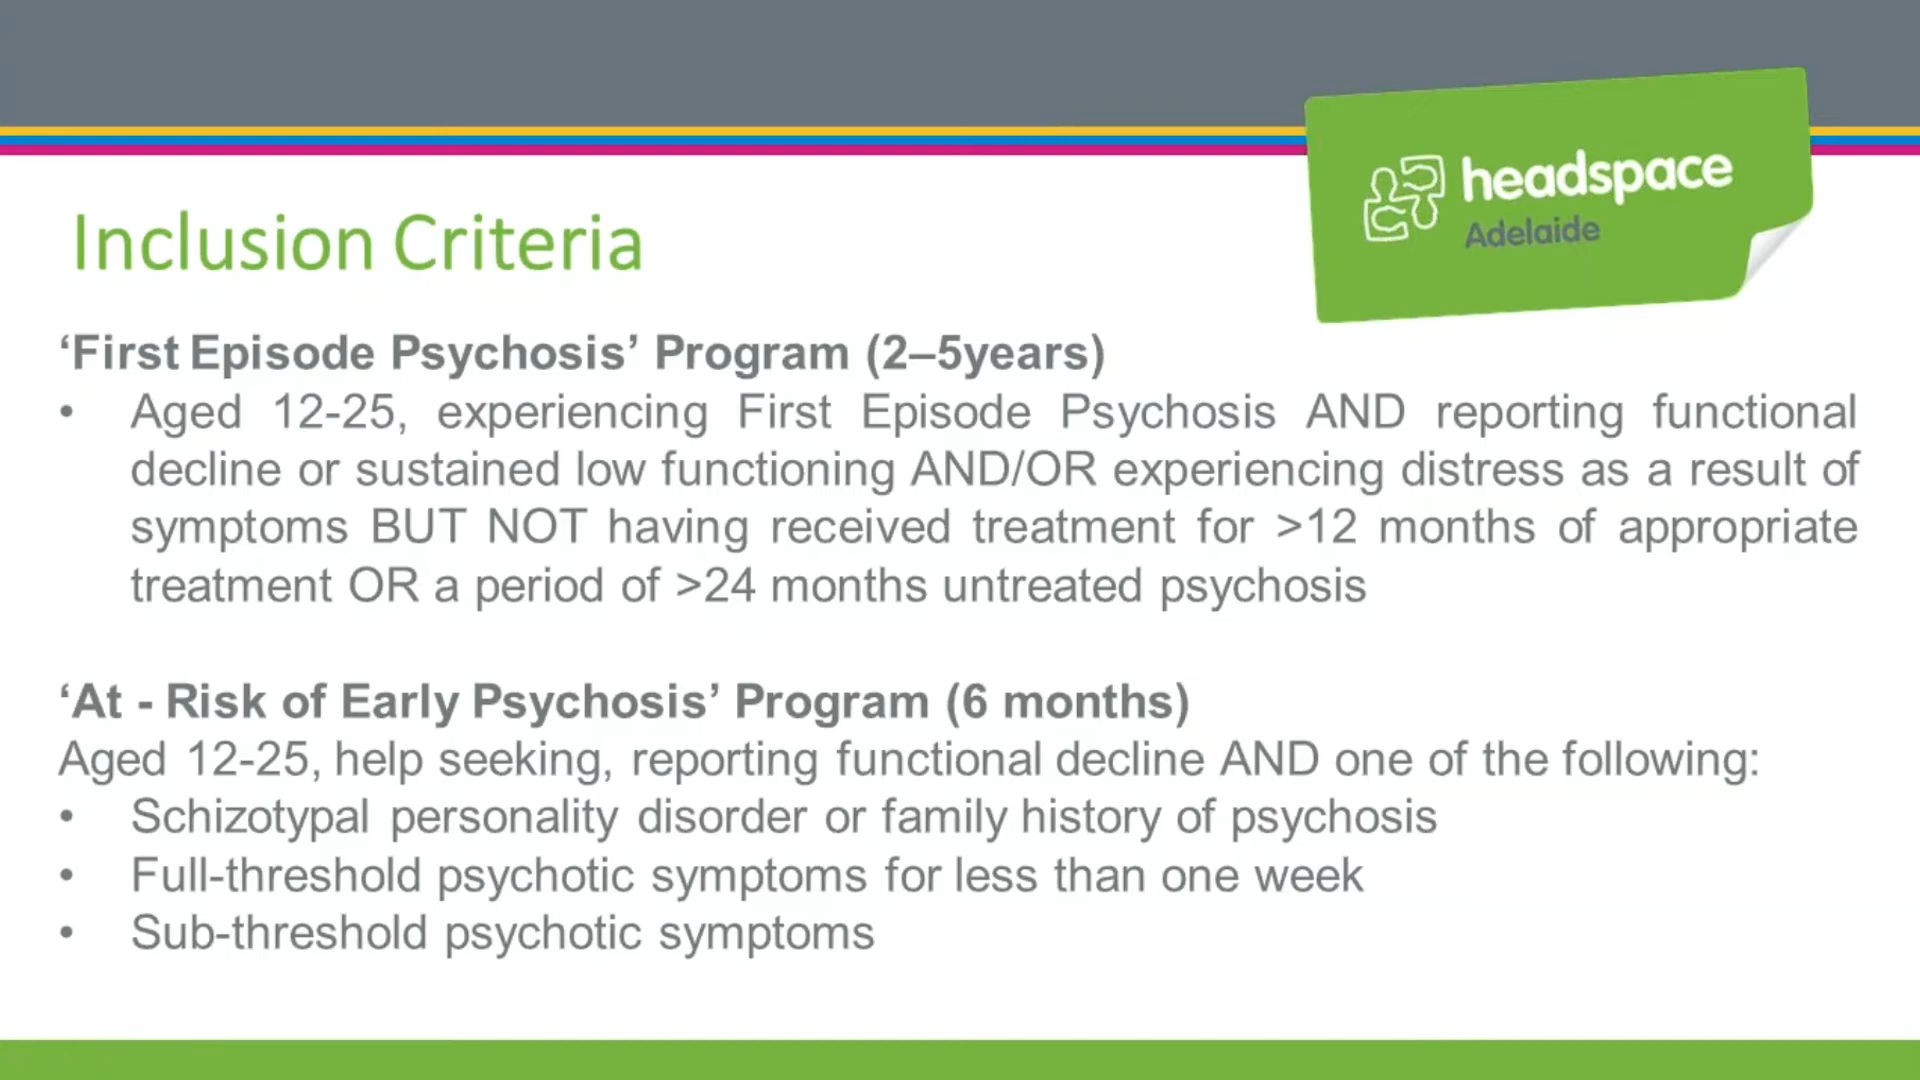 headspace
Adelaide
Inclusion Criteria
‘First Episode Psychosis’ Program (2–5years)
• Aged 12-25, experiencing First Episode Psychosis AND reporting functional
decline or sustained low functioning AND/OR experiencing distress as a result of
symptoms BUT NOT having received treatment for >12 months of appropriate
treatment OR a period of >24 months untreated psychosis
‘At - Risk of Early Psychosis’ Program (6 months)
Aged 12-25, help seeking, reporting functional decline AND one of the following:
• Schizotypal personality disorder or family history of psychosis
• Full-threshold psychotic symptoms for less than one week
• Sub-threshold psychotic symptoms